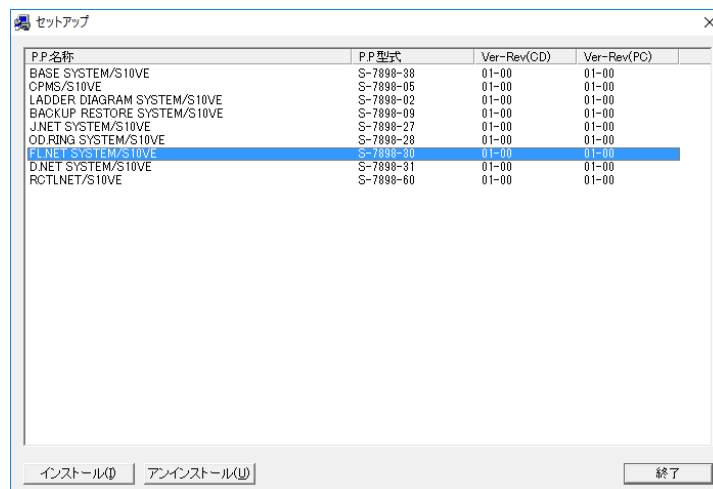 セットアップ
P.P.名称 P.P.型式 Ver-Rev(CD) Ver-Rev(PC)
BASE SYSTEM/S10VE S-7898-38 01-00 01-00
CPMS/S10VE S-7898-05 01-00 01-00
LADDER DIAGRAM SYSTEM/S10VE S-7898-02 01-00 01-00
BACKUP RESTORE SYSTEM/S10VE S-7898-09 01-00 01-00
J.NET SYSTEM/S10VE S-7898-27 01-00 01-00
OD.RING SYSTEM/S10VE S-7898-28 01-00 01-00
FL.NET SYSTEM/S10VE S-7898-30 01-00 01-00
D.NET SYSTEM/S10VE S-7898-31 01-00 01-00
RCTLNET/S10VE S-7898-60 01-00 01-00
インストール(I) アンインストール(U) 終了